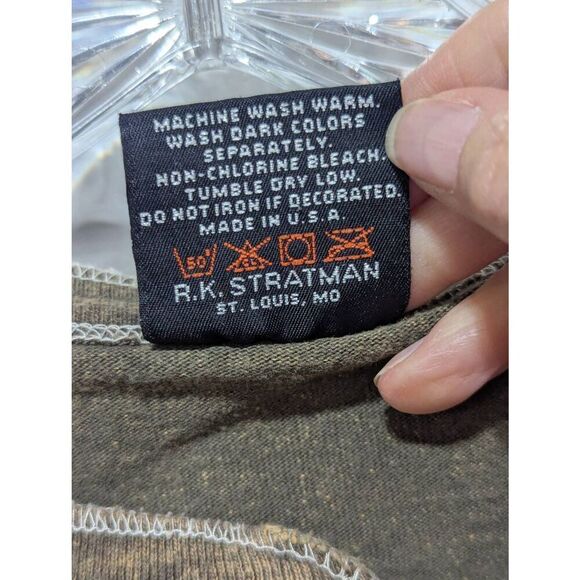 MACHINE WASH WARM.
WASH DARK COLORS
SEPARATELY.
NON-CHLORINE BLEACH.
TUMBLE DRY LOW.
DO NOT IRON IF DECORATED.
MADE IN U.S.A.
50° CL
R.K. STRATMAN
ST. LOUIS, MO